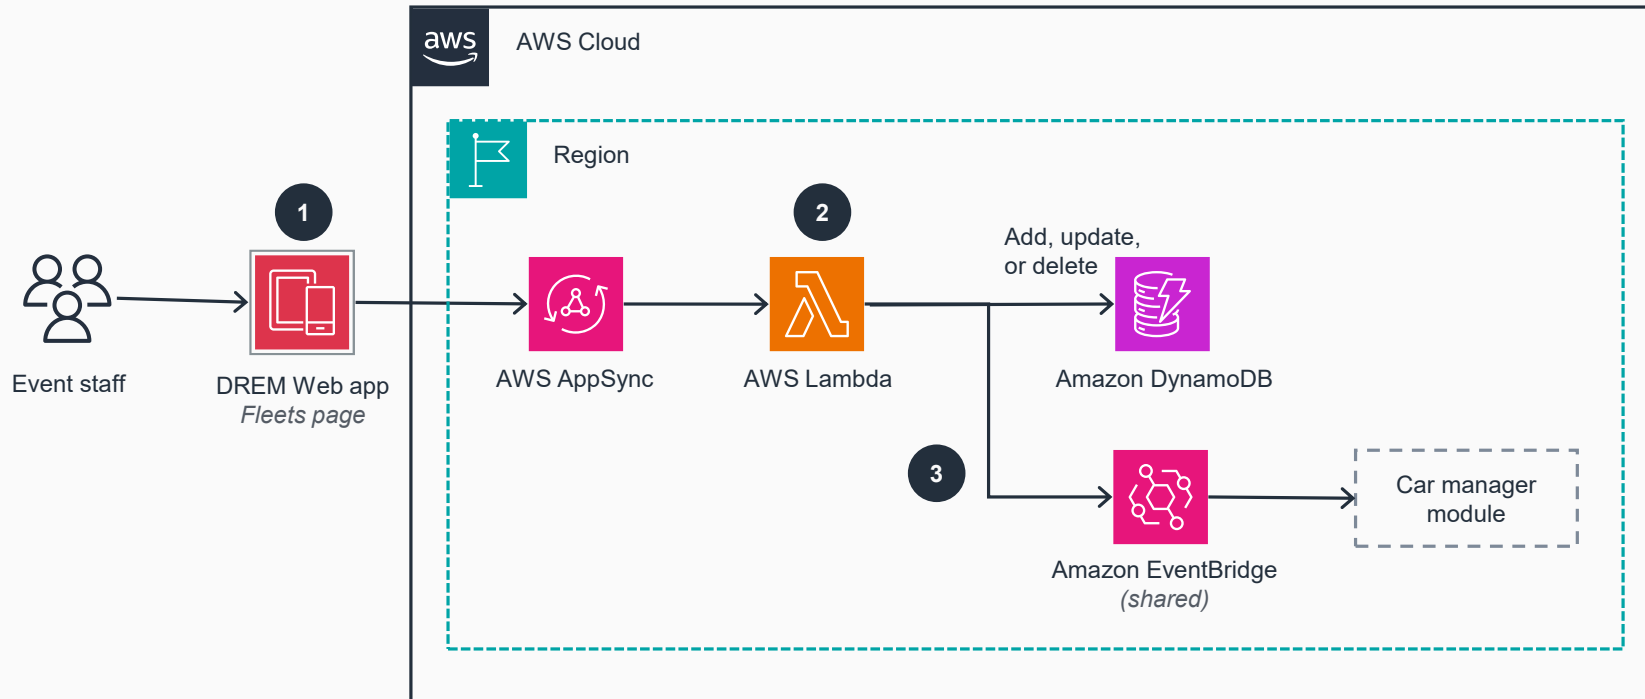 aws
AWS Cloud
Region
1
2
Add, update,
or delete
Event staff
DREM Web app
Fleets page
AWS AppSync
AWS Lambda
Amazon DynamoDB
3
Car manager
module
Amazon EventBridge
(shared)